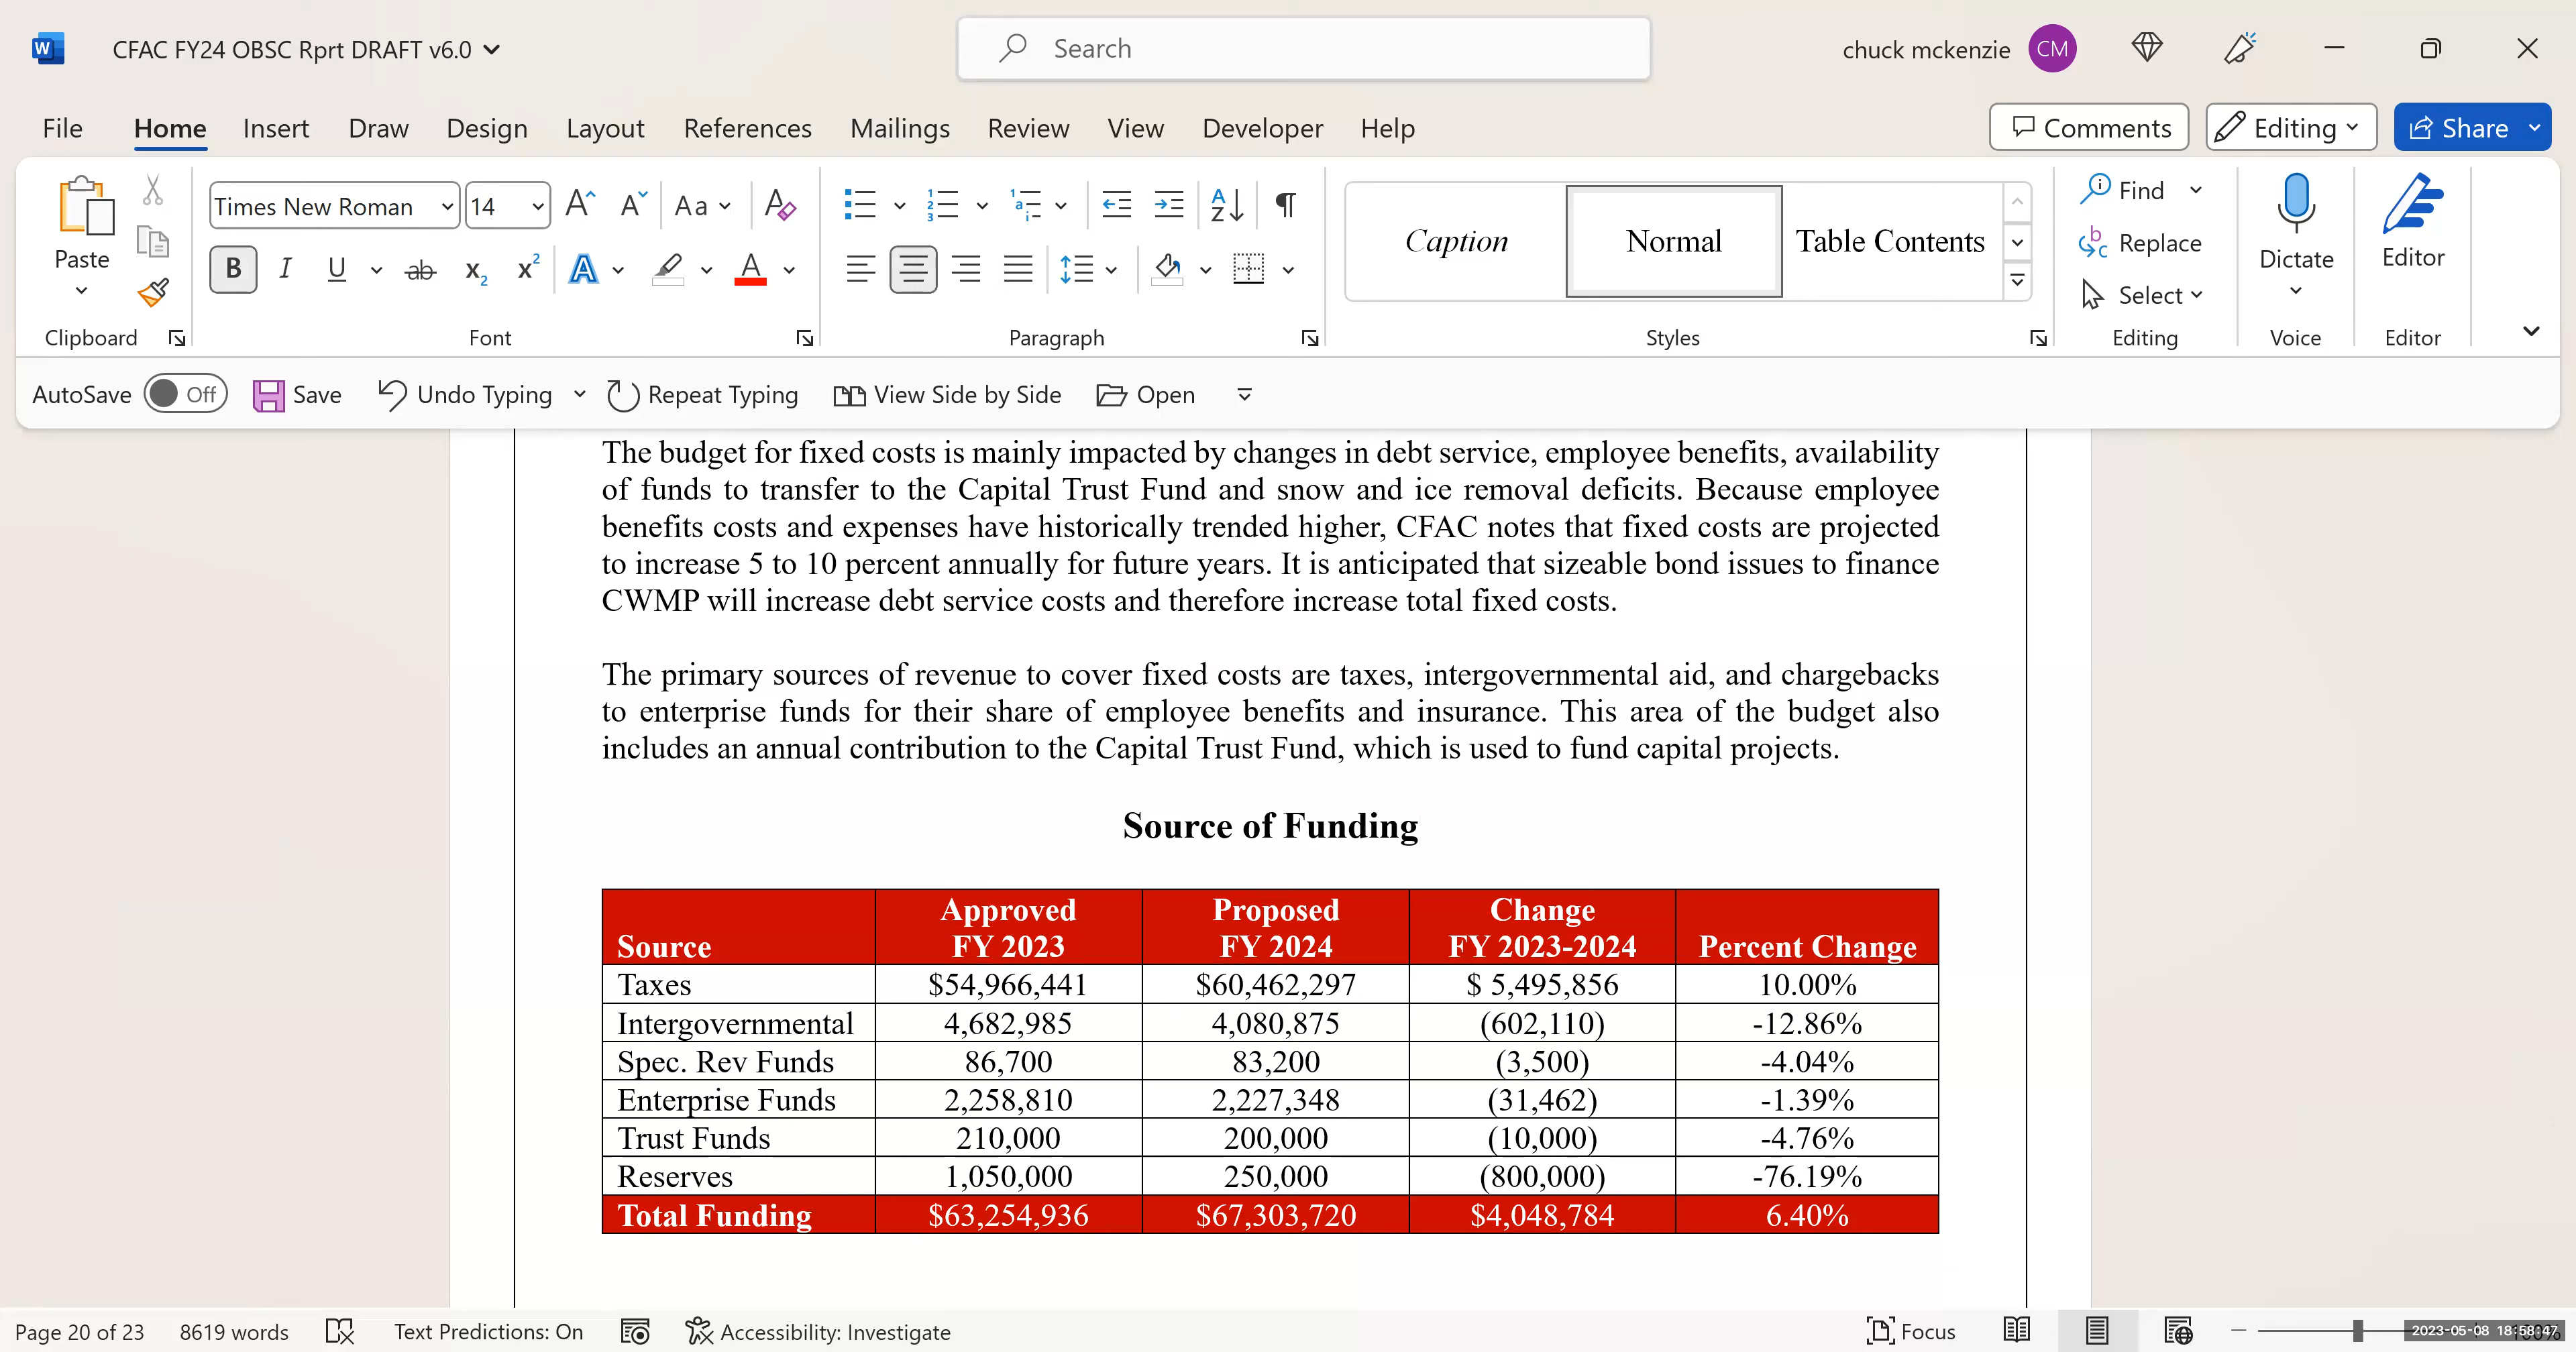 W CFAC FY24 OBSC Rprt DRAFT v6.0 Search chuck mckenzie CM
File Home Insert Draw Design Layout References Mailings Review View Developer Help Comments Editing Share
Paste Times New Roman 14 A A Aa A Caption Normal Table Contents Find Replace Select Dictate Editor
B I U ab x2 x2 A A
Clipboard Font Paragraph Styles Editing Voice Editor
AutoSave Off Save Undo Typing Repeat Typing View Side by Side Open
The budget for fixed costs is mainly impacted by changes in debt service, employee benefits, availability
of funds to transfer to the Capital Trust Fund and snow and ice removal deficits. Because employee
benefits costs and expenses have historically trended higher, CFAC notes that fixed costs are projected
to increase 5 to 10 percent annually for future years. It is anticipated that sizeable bond issues to finance
CWMP will increase debt service costs and therefore increase total fixed costs.
The primary sources of revenue to cover fixed costs are taxes, intergovernmental aid, and chargebacks
to enterprise funds for their share of employee benefits and insurance. This area of the budget also
includes an annual contribution to the Capital Trust Fund, which is used to fund capital projects.
Source of Funding
Approved Proposed Change
Source FY 2023 FY 2024 FY 2023-2024 Percent Change
Taxes $54,966,441 $60,462,297 $ 5,495,856 10.00%
Intergovernmental 4,682,985 4,080,875 (602,110) -12.86%
Spec. Rev Funds 86,700 83,200 (3,500) -4.04%
Enterprise Funds 2,258,810 2,227,348 (31,462) -1.39%
Trust Funds 210,000 200,000 (10,000) -4.76%
Reserves 1,050,000 250,000 (800,000) -76.19%
Total Funding $63,254,936 $67,303,720 $4,048,784 6.40%
Page 20 of 23 8619 words Text Predictions: On Accessibility: Investigate Focus 2023-05-08 18:58:47